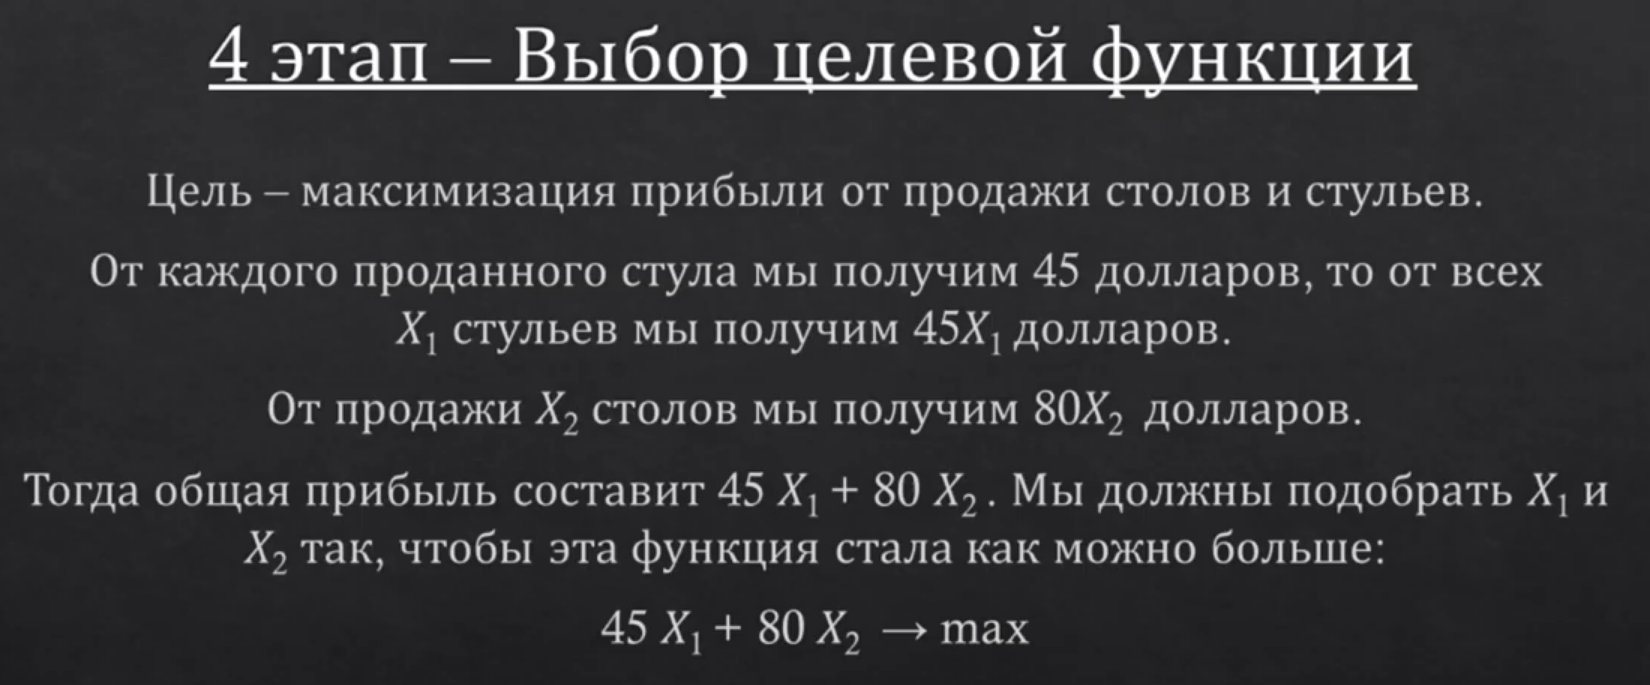 4 этап – Выбор целевой функции
Цель – максимизация прибыли от продажи столов и стульев.
От каждого проданного стула мы получим 45 долларов, то от всех
X₁ стульев мы получим 45X₁ долларов.
От продажи X₂ столов мы получим 80X₂ долларов.
Тогда общая прибыль составит 45 X₁ + 80 X₂ . Мы должны подобрать X₁ и
X₂ так, чтобы эта функция стала как можно больше:
45 X₁ + 80 X₂ → max